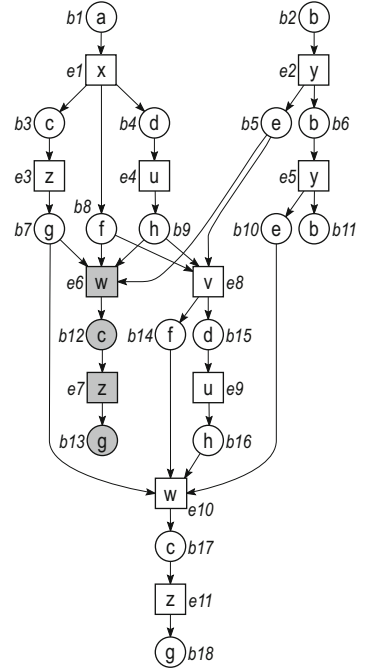 b1 a b2 b
e1 x e2 y
b3 c b4 d b5 e b b6
e3 z e4 u e5 y
b8
b7 g f h b9 b10 e b b11
e6 w v e8
b12 c b14 f d b15
e7 z u e9
b13 g h b16
w
e10
c b17
z e11
g b18